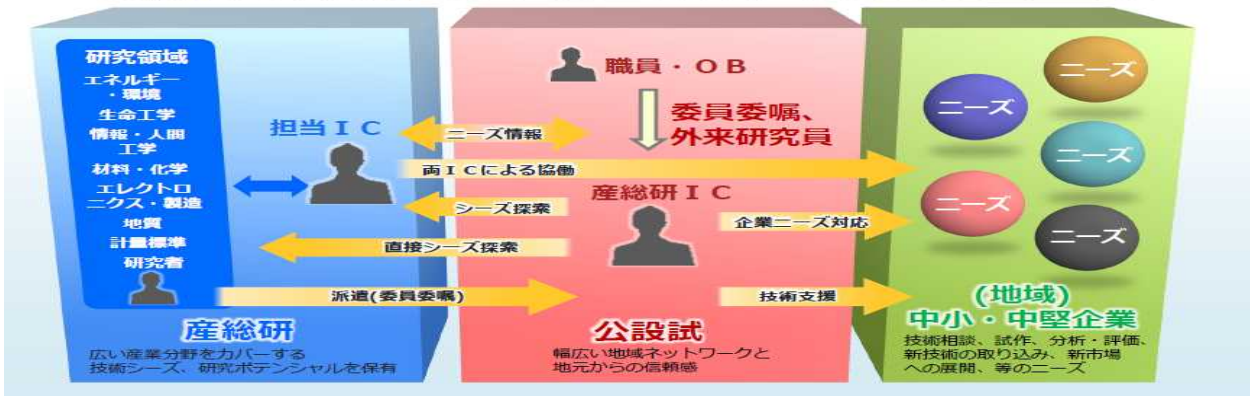 研究領域
エネルギー
・環境
生命工学
情報・人間
工学
材料・化学
エレクトロ
ニクス・製造
地質
計量標準
研究者
担当ＩＣ
産総研
広い産業分野をカバーする
技術シーズ、研究ポテンシャルを保有
ニーズ情報
両ＩＣによる協働
シーズ探索
直接シーズ探索
派遣(委員委嘱)
職員・ＯＢ
委員委嘱、
外来研究員
産総研ＩＣ
企業ニーズ対応
技術支援
公設試
幅広い地域ネットワークと
地元からの信頼感
ニーズ
ニーズ
ニーズ
ニーズ
ニーズ
(地域)
中小・中堅企業
技術相談、試作、分析・評価、
新技術の取り込み、新市場
への展開、等のニーズ